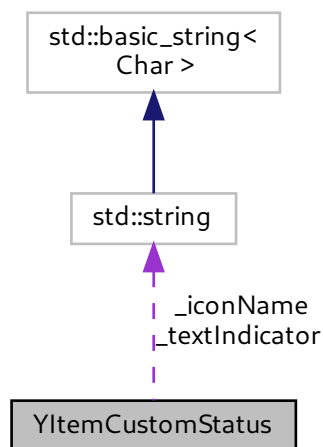 std::basic_string<
Char >
std::string
_iconName
_textIndicator
YItemCustomStatus